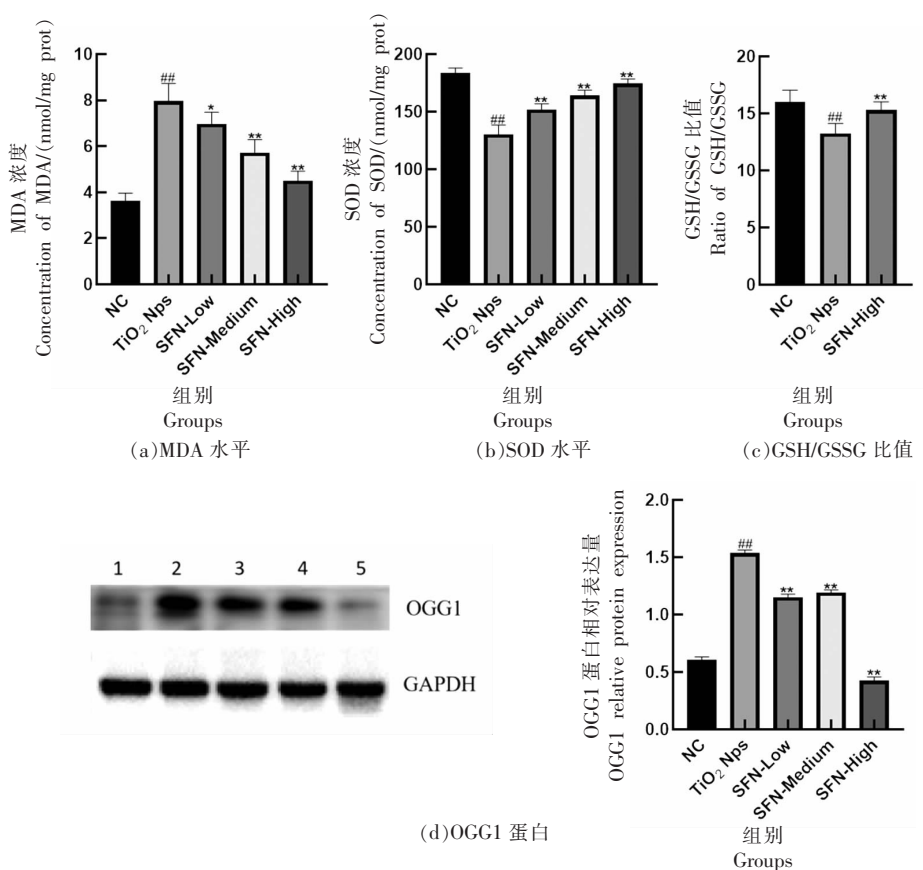 MDA 浓度
Concentration of MDA/(nmol/mg prot)
10
8
6
4
2
0
##
*
**
**
NC
TiO₂ Nps
SFN-Low
SFN-Medium
SFN-High
组别
Groups
(a)MDA 水平
SOD 浓度
Concentration of SOD/(nmol/mg prot)
200
150
100
50
0
##
**
**
**
NC
TiO₂ Nps
SFN-Low
SFN-Medium
SFN-High
组别
Groups
(b)SOD 水平
GSH/GSSG 比值
Ratio of GSH/GSSG
20
15
10
5
0
##
**
NC
TiO₂ Nps
SFN-High
组别
Groups
(c)GSH/GSSG 比值
1 2 3 4 5
OGG1
GAPDH
OGG1 蛋白相对表达量
OGG1 relative protein expression
2.0
1.5
1.0
0.5
0.0
##
**
**
**
NC
TiO₂ Nps
SFN-Low
SFN-Medium
SFN-High
组别
Groups
(d)OGG1 蛋白